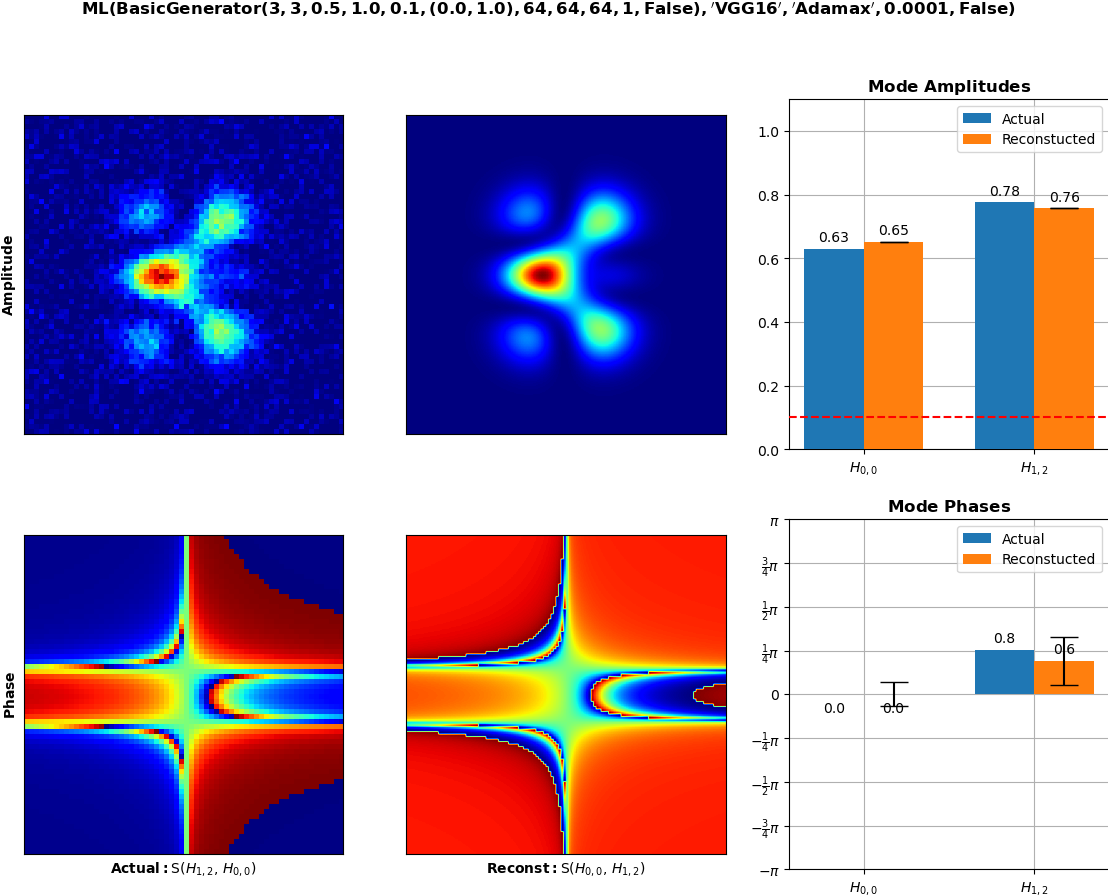 ML(BasicGenerator(3, 3, 0.5, 1.0, 0.1, (0.0, 1.0), 64, 64, 64, 1, False), ′VGG16′, ′Adamax′, 0.0001, False)
Amplitude
Mode Amplitudes
Actual
Reconstucted
1.0
0.8
0.6
0.4
0.2
0.0
0.63
0.65
0.78
0.76
H₀,₀
H₁,₂
Phase
Actual: S(H₁,₂, H₀,₀)
Reconst: S(H₀,₀, H₁,₂)
Mode Phases
Actual
Reconstucted
π
3/4π
1/2π
1/4π
0
−1/4π
−1/2π
−3/4π
−π
0.0
0.0
0.8
0.6
H₀,₀
H₁,₂